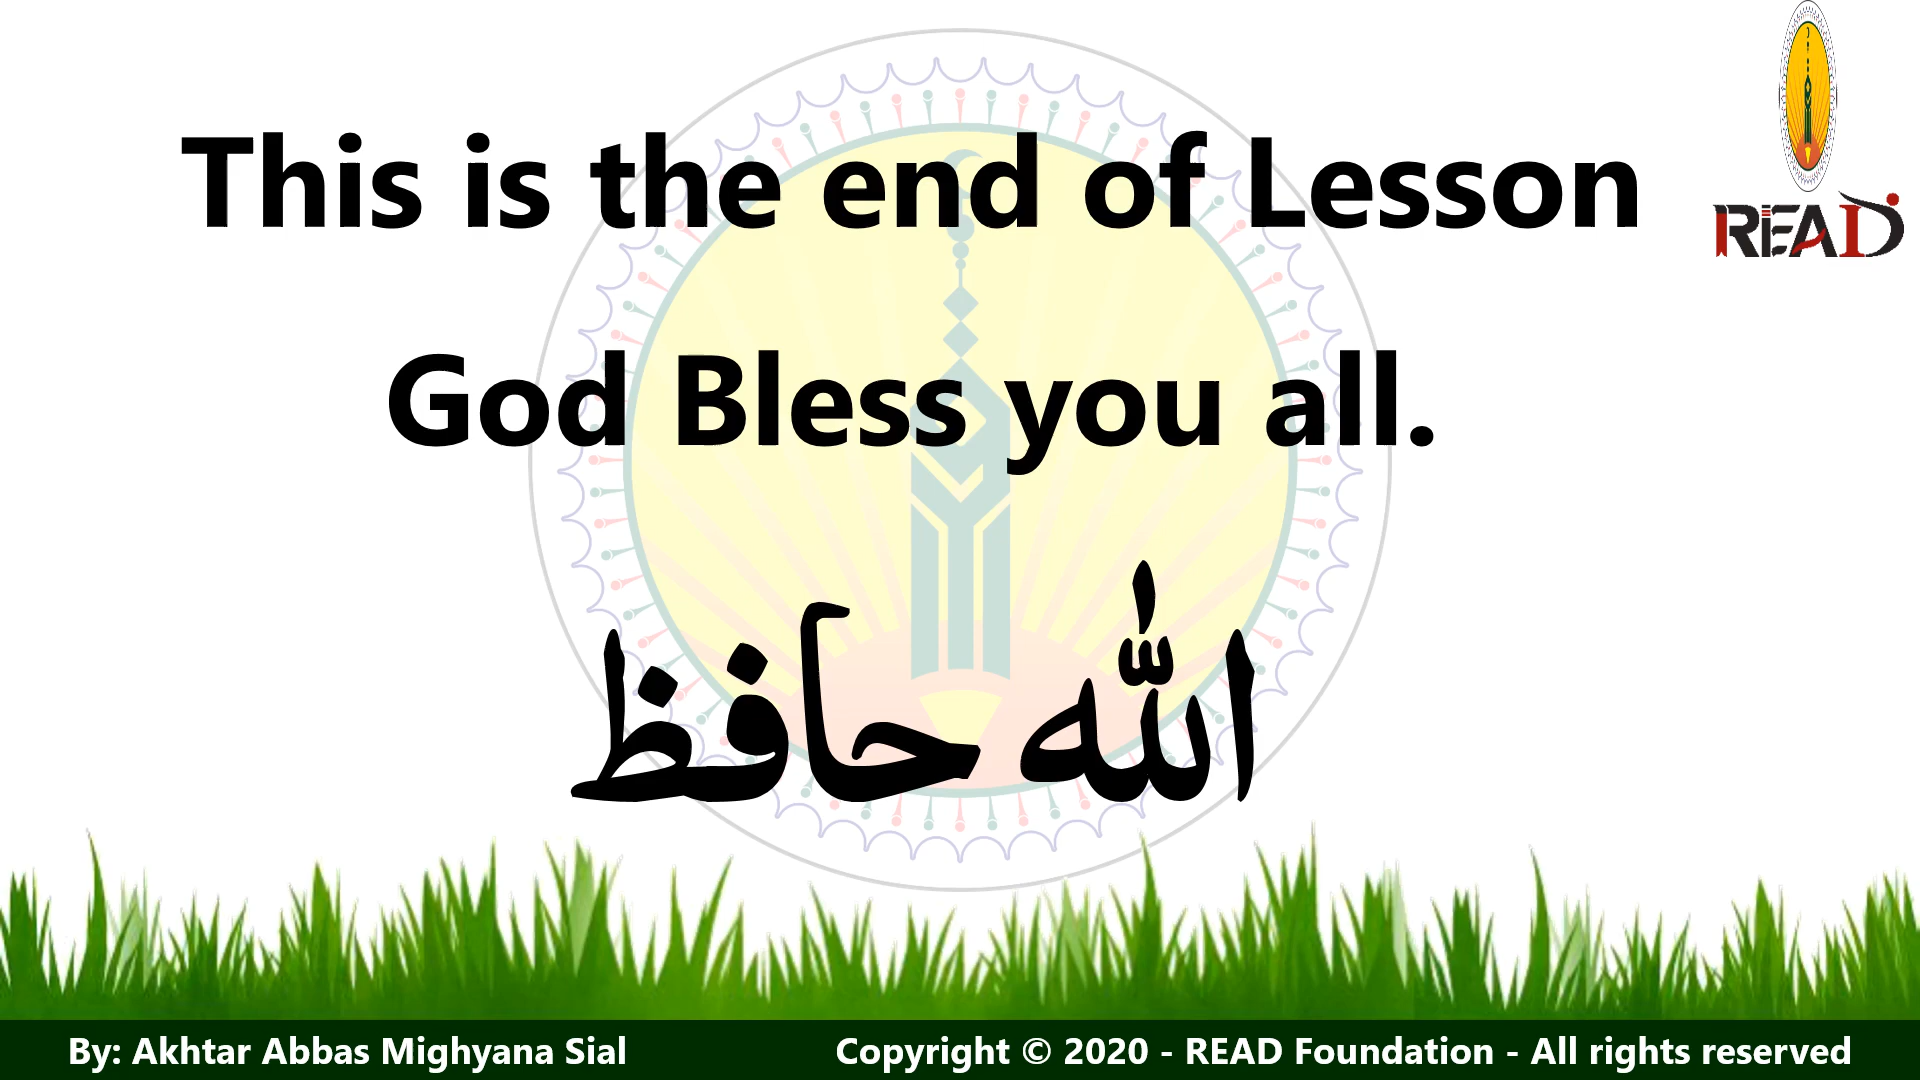 This is the end of Lesson
READ
God Bless you all.
اللّٰه حافظ
By: Akhtar Abbas Mighyana Sial
Copyright © 2020 - READ Foundation - All rights reserved